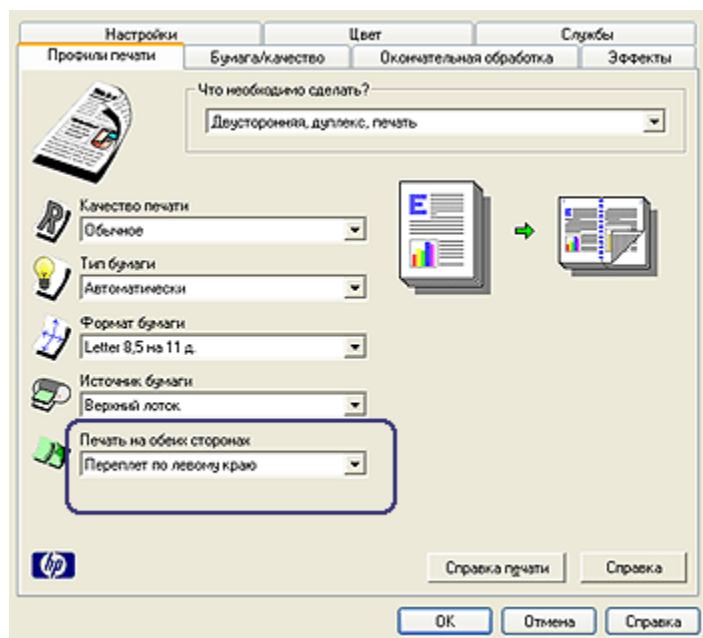 Настройки Цвет Службы
Профили печати Бумага/качество Окончательная обработка Эффекты
Что необходимо сделать?
Двусторонняя, дуплекс, печать
Качество печати
Обычное
Тип бумаги
Автоматически
Формат бумаги
Letter 8,5 на 11 д.
Источник бумаги
Верхний лоток
Печать на обеих сторонах
Переплет по левому краю
hp
Справка печати Справка
OK Отмена Справка